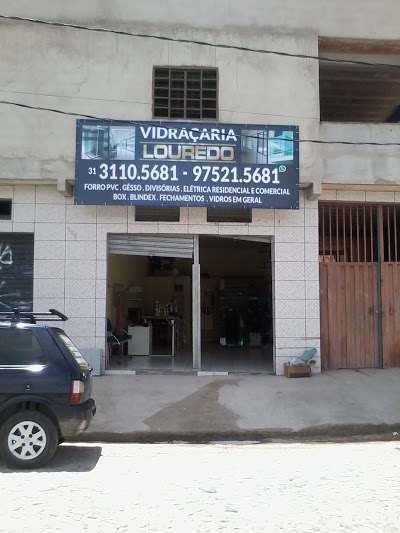 VIDRAÇARIA
LOUREDO
31 3110.5681 - 97521.5681
FORRO PVC . GÊSSO . DIVISÓRIAS . ELÉTRICA RESIDENCIAL E COMERCIAL
BOX . BLINDEX . FECHAMENTOS . VIDROS EM GERAL